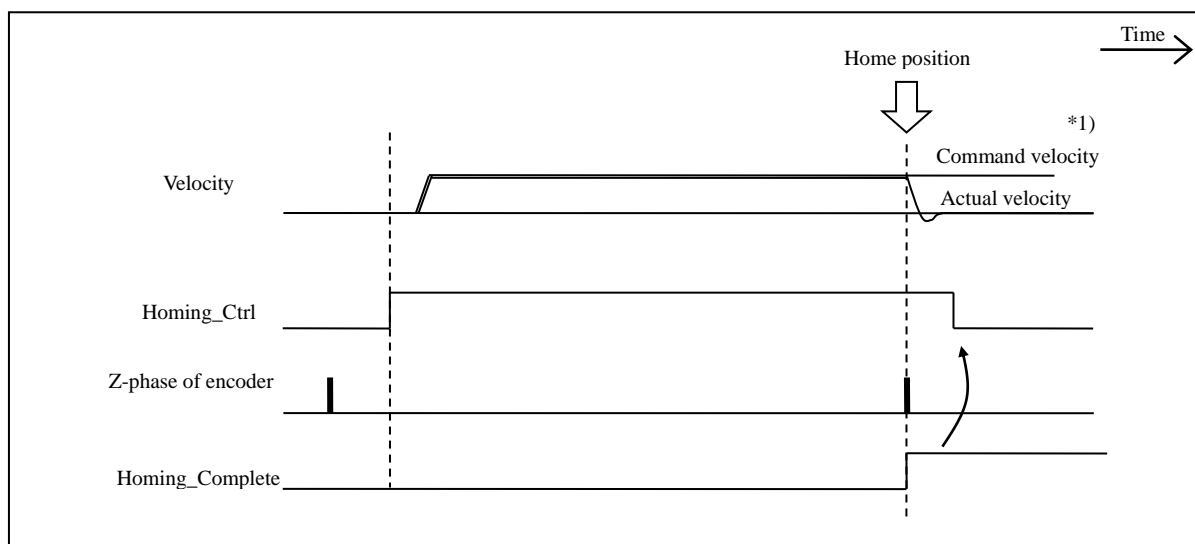 Time
Home position
*1)
Command velocity
Velocity
Actual velocity
Homing_Ctrl
Z-phase of encoder
Homing_Complete